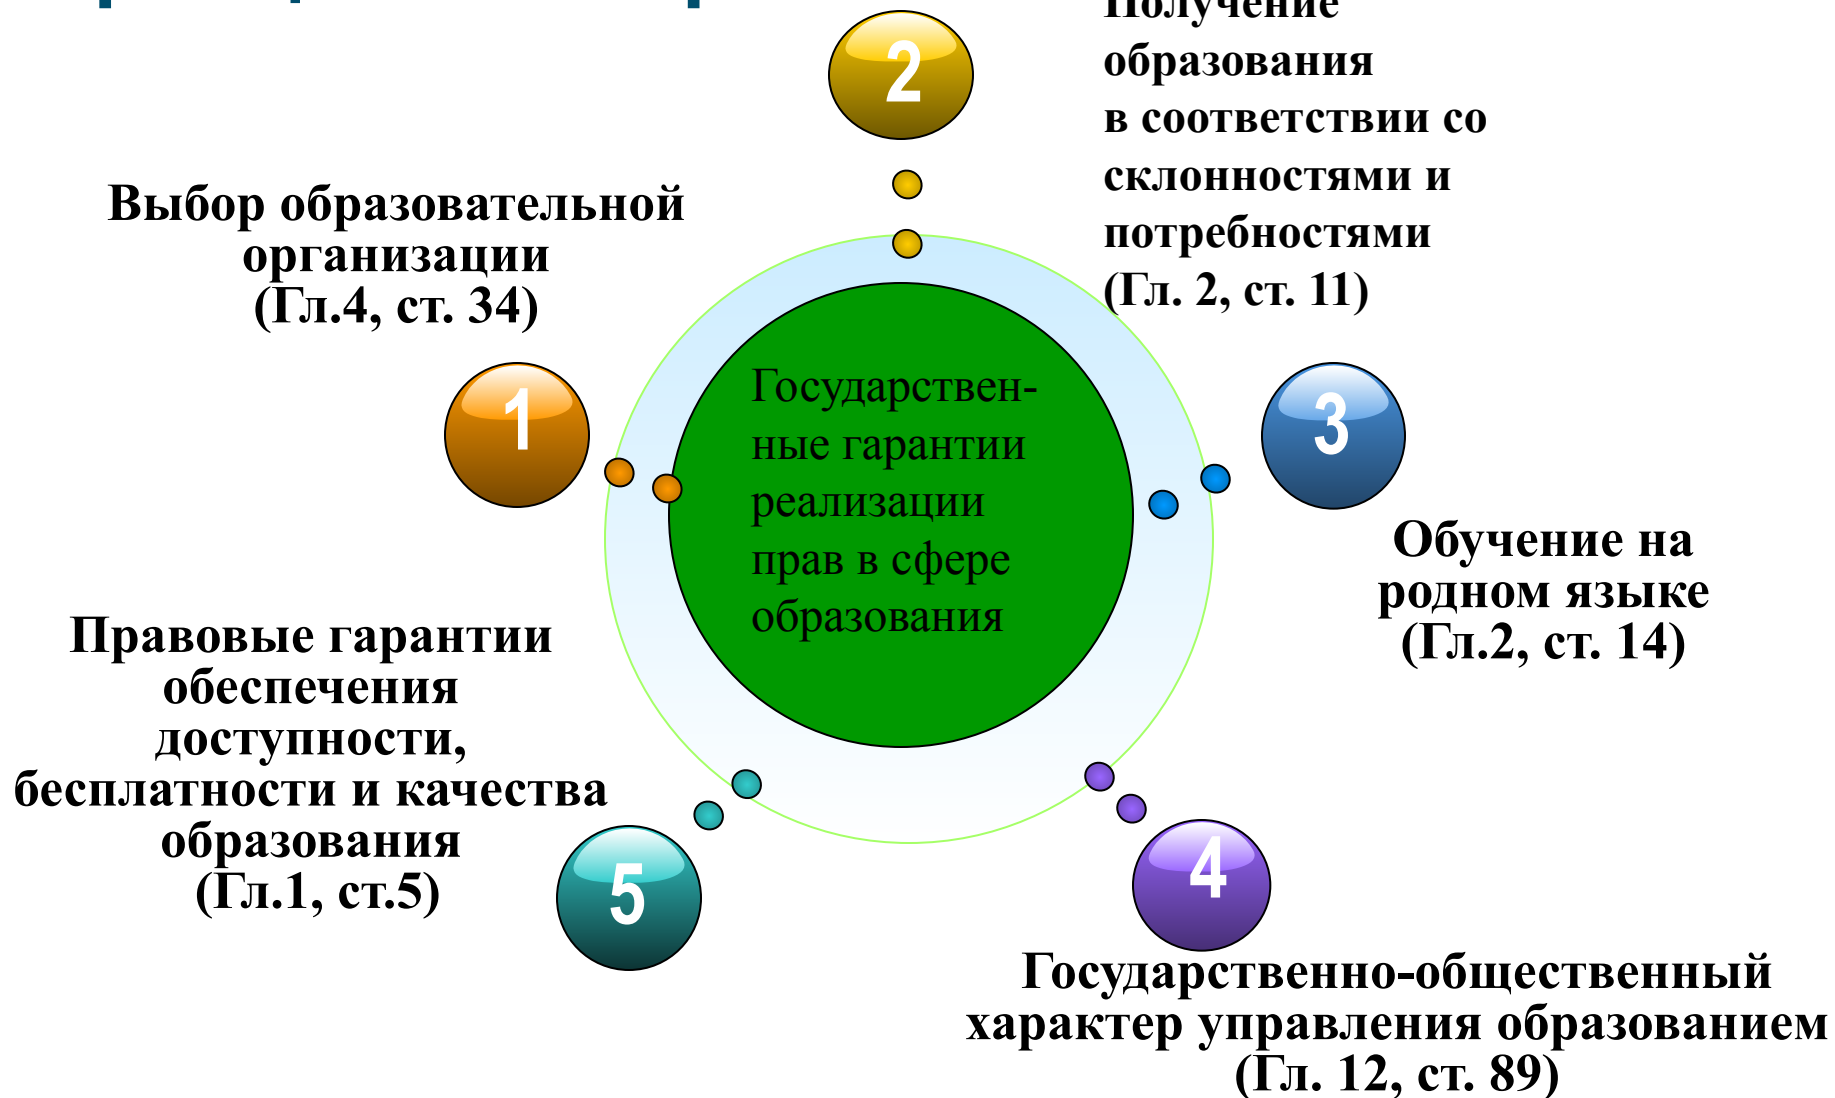 2
Получение
образования
в соответствии со
склонностями и
потребностями
(Гл. 2, ст. 11)
Выбор образовательной
организации
(Гл.4, ст. 34)
1
Государствен-
ные гарантии
реализации
прав в сфере
образования
3
Обучение на
родном языке
(Гл.2, ст. 14)
Правовые гарантии
обеспечения
доступности,
бесплатности и качества
образования
(Гл.1, ст.5)
5
4
Государственно-общественный
характер управления образованием
(Гл. 12, ст. 89)